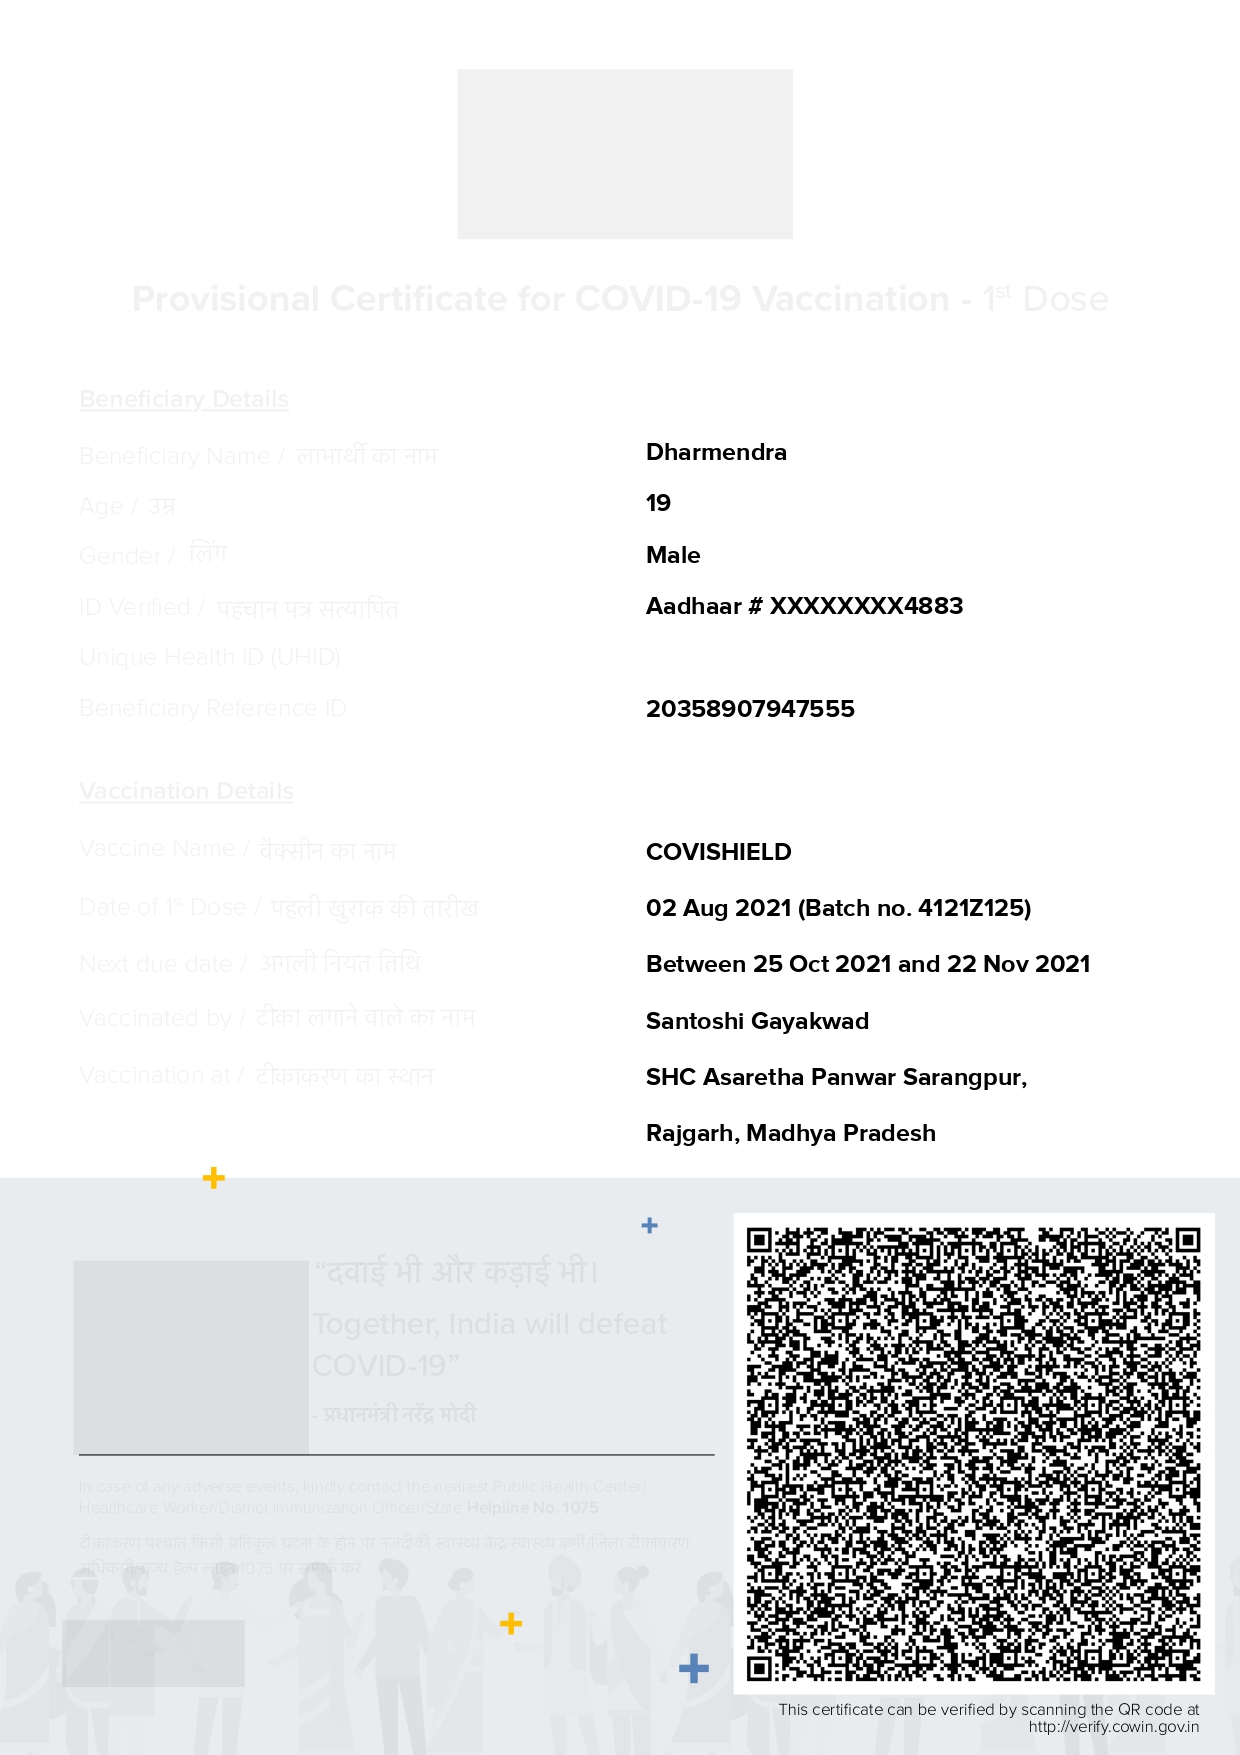 Provisional Certificate for COVID-19 Vaccination - 1st Dose
Beneficiary Details
Beneficiary Name / लाभार्थी का नाम Dharmendra
Age / उम्र 19
Gender / लिंग Male
ID Verified / पहचान पत्र सत्यापित Aadhaar # XXXXXXXX4883
Unique Health ID (UHID)
Beneficiary Reference ID 20358907947555
Vaccination Details
Vaccine Name / वैक्सीन का नाम COVISHIELD
Date of 1st Dose / पहली खुराक की तारीख 02 Aug 2021 (Batch no. 4121Z125)
Next due date / अगली नियत तिथि Between 25 Oct 2021 and 22 Nov 2021
Vaccinated by / टीका लगाने वाले का नाम Santoshi Gayakwad
Vaccination at / टीकाकरण का स्थान SHC Asaretha Panwar Sarangpur,
Rajgarh, Madhya Pradesh
“दवाई भी और कड़ाई भी।
Together, India will defeat
COVID-19”
- प्रधानमंत्री नरेंद्र मोदी
In case of any adverse events, kindly contact the nearest Public Health Center/
Healthcare Worker/District Immunization Officer/State Helpline No. 1075
टीकाकरण पश्चात किसी प्रतिकूल घटना के होने पर नजदीकी स्वास्थ्य केंद्र/स्वास्थ्य कर्मी/जिला टीकाकरण
अधिकारी/राज्य हेल्प लाइन 1075 पर सम्पर्क करें
This certificate can be verified by scanning the QR code at
http://verify.cowin.gov.in